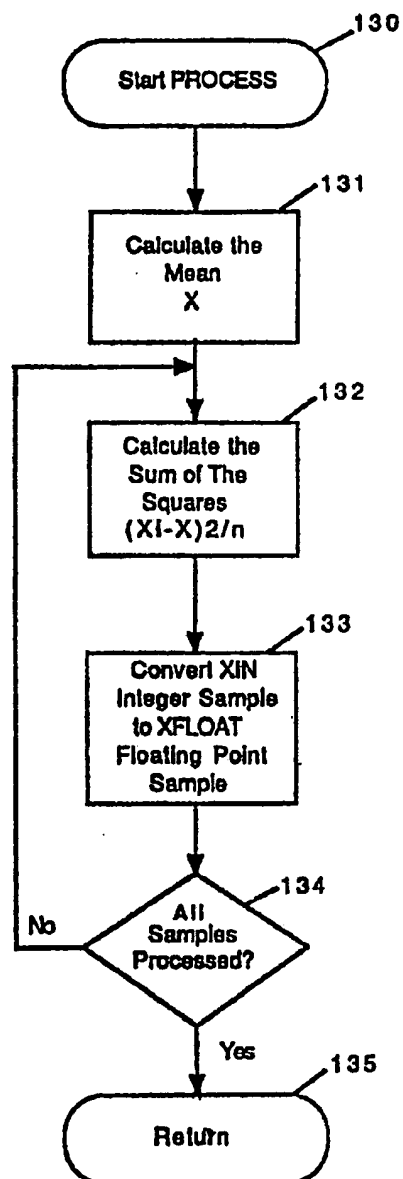 130
Start PROCESS
131
Calculate the
Mean
X
132
Calculate the
Sum of The
Squares
(Xi-X)2/n
133
Convert XIN
Integer Sample
to XFLOAT
Floating Point
Sample
134
All
Samples
Processed?
No
Yes
135
Return